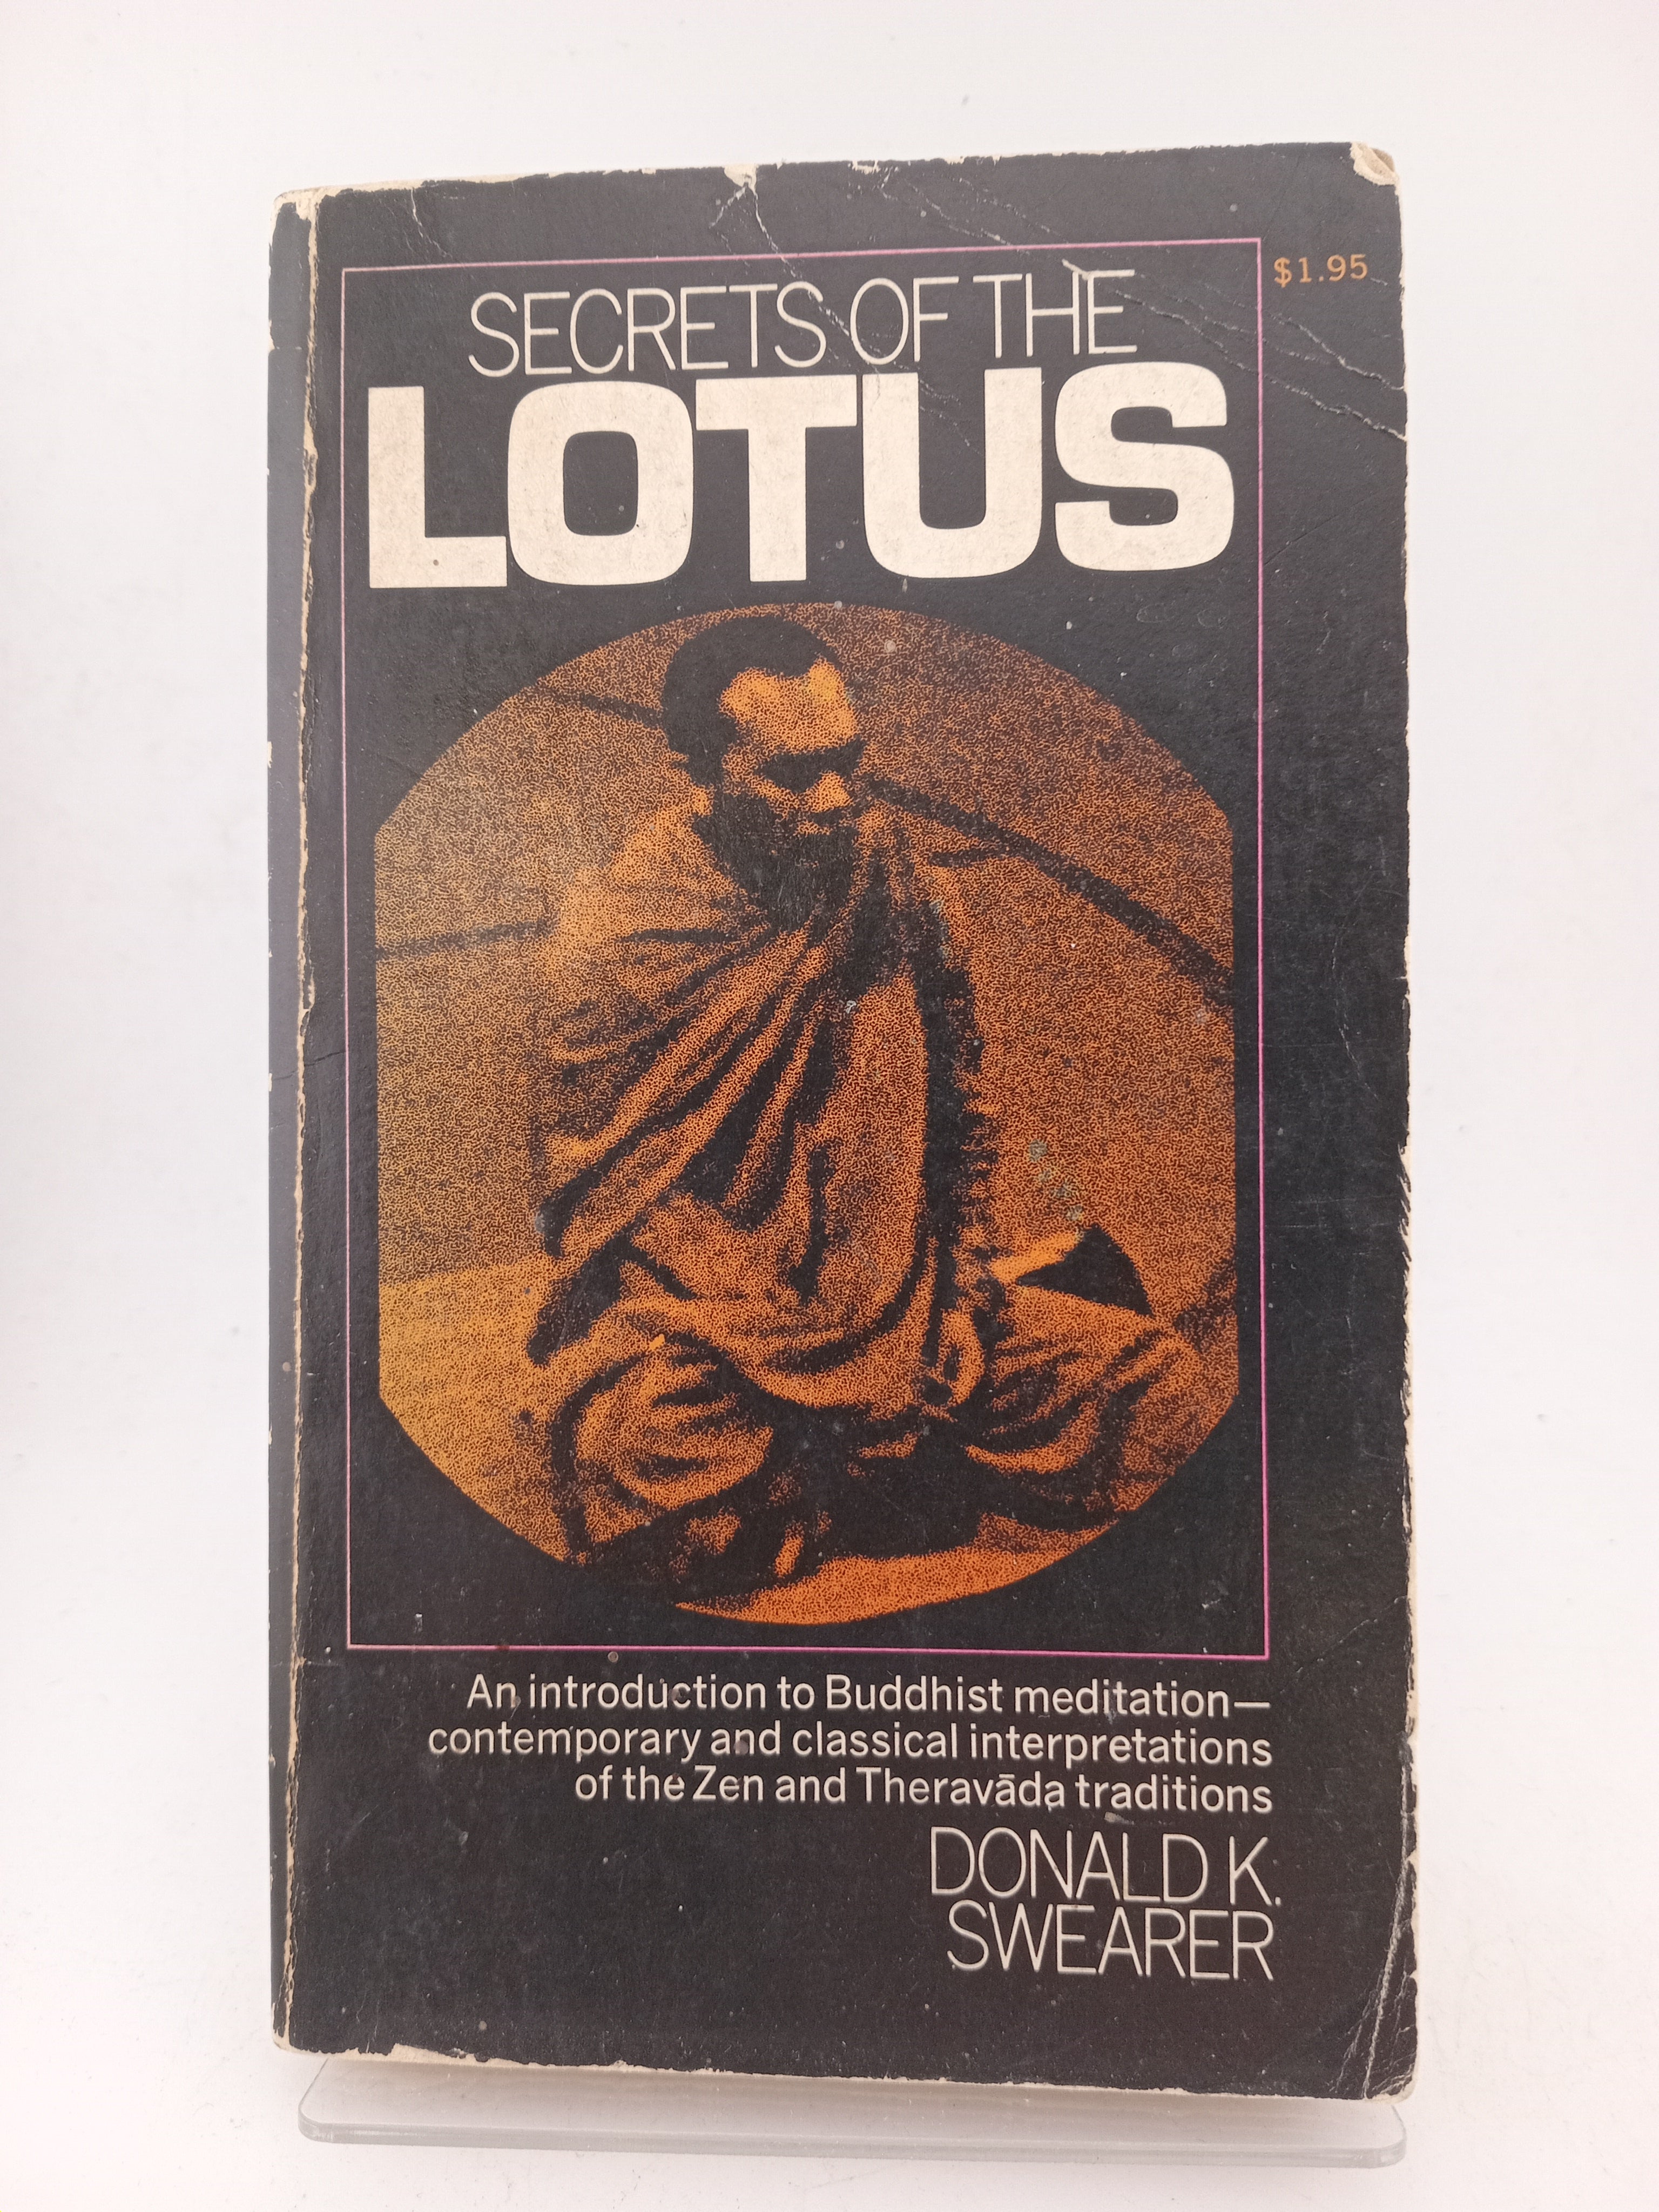 $1.95
SECRETS OF THE
LOTUS
An introduction to Buddhist meditation—
contemporary and classical interpretations
of the Zen and Theravāda traditions
DONALD K.
SWEARER